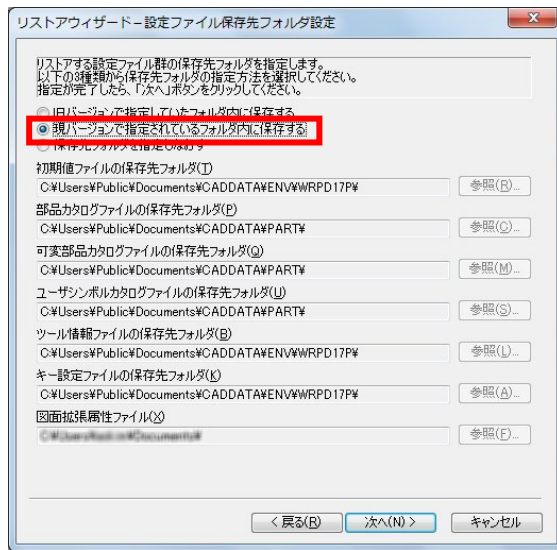 リストアウィザード－設定ファイル保存先フォルダ設定
リストアする設定ファイル群の保存先フォルダを指定します。
以下の3種類から保存先フォルダの指定方法を選択してください。
指定が完了したら、「次へ」ボタンをクリックしてください。
旧バージョンで指定していたフォルダ内に保存する
現バージョンで指定されているフォルダ内に保存する
保存先フォルダを指定しなおす
初期値ファイルの保存先フォルダ(T)
C:¥Users¥Public¥Documents¥CADDATA¥ENV¥WRPD17P¥ 参照(R)...
部品カタログファイルの保存先フォルダ(P)
C:¥Users¥Public¥Documents¥CADDATA¥PART¥ 参照(C)...
可変部品カタログファイルの保存先フォルダ(Q)
C:¥Users¥Public¥Documents¥CADDATA¥PART¥ 参照(M)...
ユーザシンボルカタログファイルの保存先フォルダ(U)
C:¥Users¥Public¥Documents¥CADDATA¥PART¥ 参照(S)...
ツール情報ファイルの保存先フォルダ(B)
C:¥Users¥Public¥Documents¥CADDATA¥ENV¥WRPD17P¥ 参照(L)...
キー設定ファイルの保存先フォルダ(K)
C:¥Users¥Public¥Documents¥CADDATA¥ENV¥WRPD17P¥ 参照(A)...
図面拡張属性ファイル(X)
参照(F)...
< 戻る(B) 次へ(N) > キャンセル